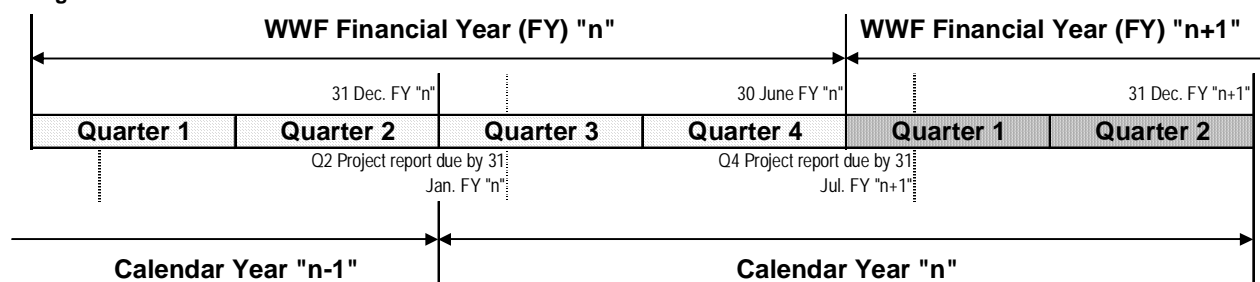 WWF Financial Year (FY) "n" WWF Financial Year (FY) "n+1"
31 Dec. FY "n" 30 June FY "n" 31 Dec. FY "n+1"
Quarter 1 Quarter 2 Quarter 3 Quarter 4 Quarter 1 Quarter 2
Q2 Project report due by 31 Q4 Project report due by 31
Jan. FY "n" Jul. FY "n+1"
Calendar Year "n-1" Calendar Year "n"